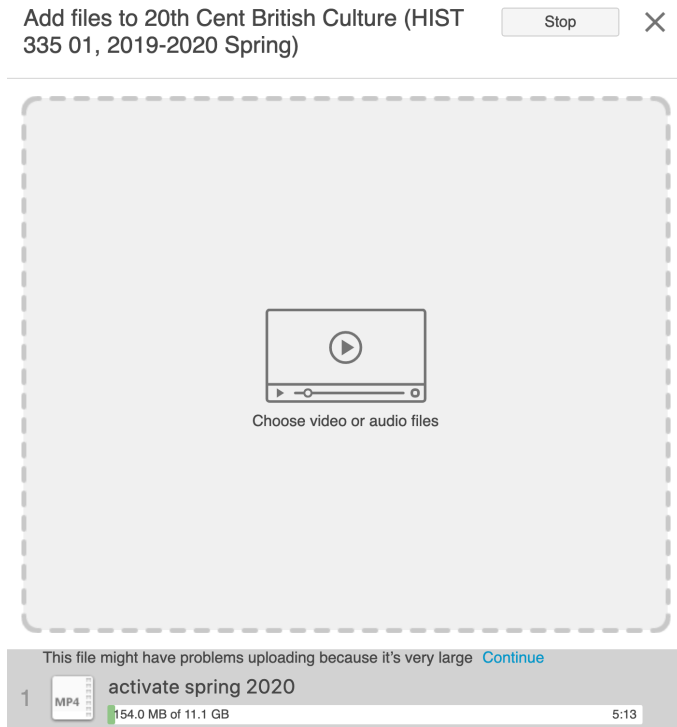 Add files to 20th Cent British Culture (HIST
335 01, 2019-2020 Spring)
Stop
Choose video or audio files
This file might have problems uploading because it's very large Continue
1
MP4
activate spring 2020
154.0 MB of 11.1 GB
5:13